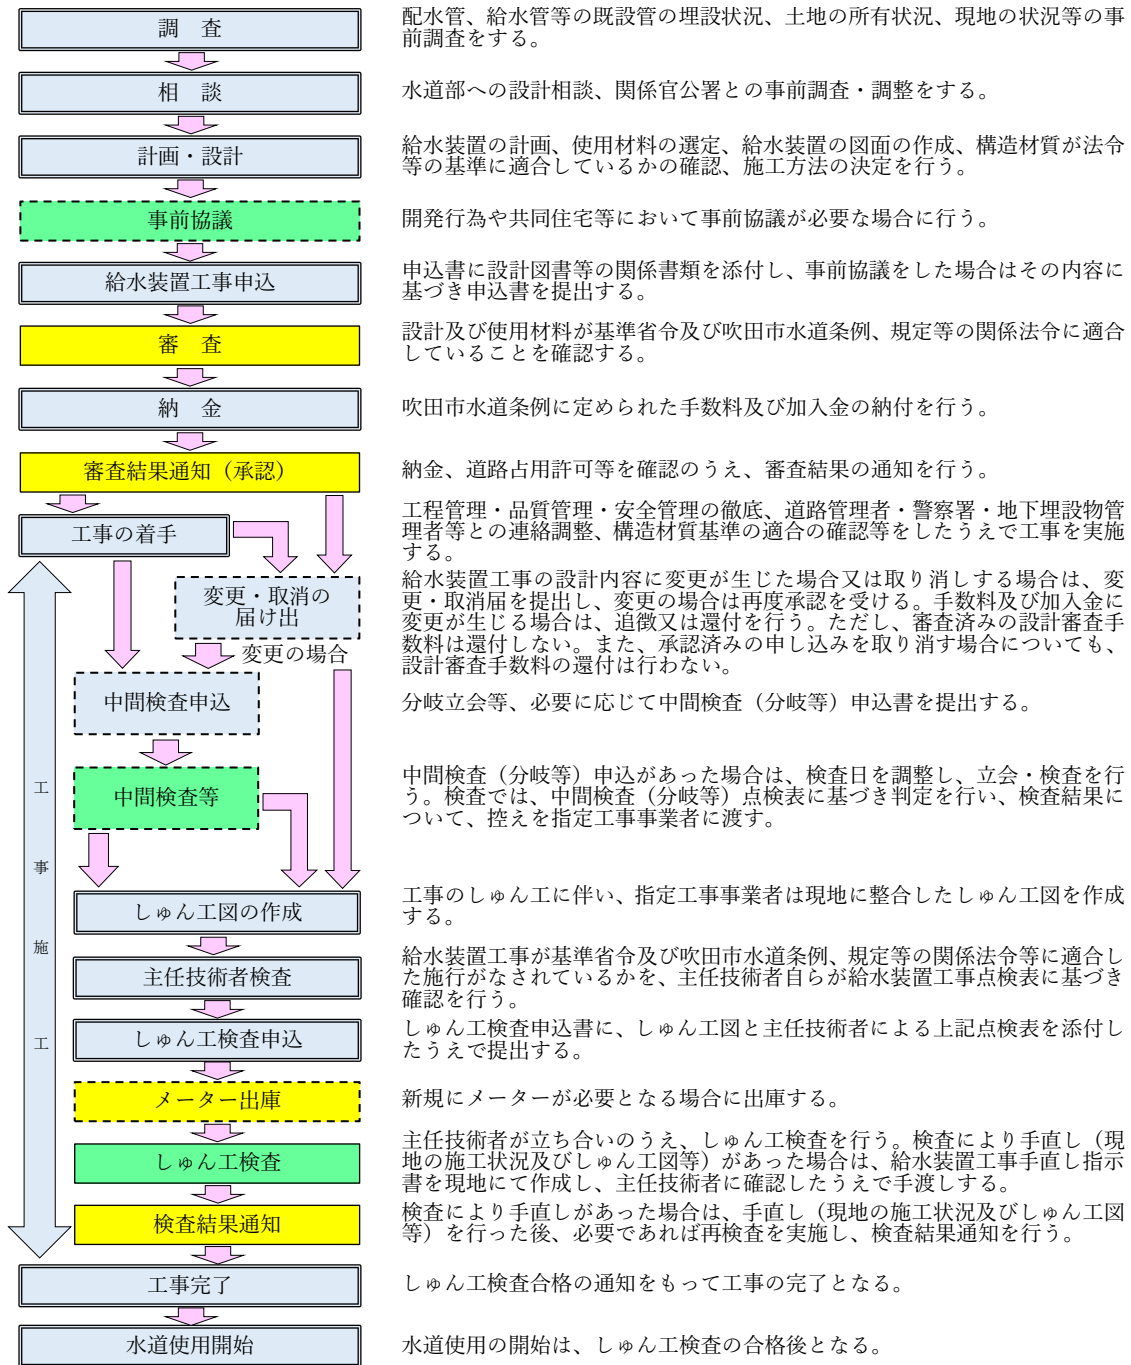 調　査
配水管、給水管等の既設管の埋設状況、土地の所有状況、現地の状況等の事
前調査をする。
相　談
水道部への設計相談、関係官公署との事前調査・調整をする。
計画・設計
給水装置の計画、使用材料の選定、給水装置の図面の作成、構造材質が法令
等の基準に適合しているかの確認、施工方法の決定を行う。
事前協議
開発行為や共同住宅等において事前協議が必要な場合に行う。
給水装置工事申込
申込書に設計図書等の関係書類を添付し、事前協議をした場合はその内容に
基づき申込書を提出する。
審　査
設計及び使用材料が基準省令及び吹田市水道条例、規定等の関係法令に適合
していることを確認する。
納　金
吹田市水道条例に定められた手数料及び加入金の納付を行う。
審査結果通知（承認）
納金、道路占用許可等を確認のうえ、審査結果の通知を行う。
工事の着手
工程管理・品質管理・安全管理の徹底、道路管理者・警察署・地下埋設物管
理者等との連絡調整、構造材質基準の適合の確認等をしたうえで工事を実施
する。
変更・取消の
届け出
給水装置工事の設計内容に変更が生じた場合又は取り消しする場合は、変
更・取消届を提出し、変更の場合は再度承認を受ける。手数料及び加入金に
変更が生じる場合は、追徴又は還付を行う。ただし、審査済みの設計審査手
数料は還付しない。また、承認済みの申し込みを取り消す場合についても、
設計審査手数料の還付は行わない。
変更の場合
中間検査申込
分岐立会等、必要に応じて中間検査（分岐等）申込書を提出する。
中間検査等
中間検査（分岐等）申込があった場合は、検査日を調整し、立会・検査を行
う。検査では、中間検査（分岐等）点検表に基づき判定を行い、検査結果に
ついて、控えを指定工事事業者に渡す。
工事施工
しゅん工図の作成
工事のしゅん工に伴い、指定工事事業者は現地に整合したしゅん工図を作成
する。
主任技術者検査
給水装置工事が基準省令及び吹田市水道条例、規定等の関係法令等に適合し
た施行がなされているかを、主任技術者自らが給水装置工事点検表に基づき
確認を行う。
しゅん工検査申込
しゅん工検査申込書に、しゅん工図と主任技術者による上記点検表を添付し
たうえで提出する。
メーター出庫
新規にメーターが必要となる場合に出庫する。
しゅん工検査
主任技術者が立ち合いのうえ、しゅん工検査を行う。検査により手直し（現
地の施工状況及びしゅん工図等）があった場合は、給水装置工事手直し指示
書を現地にて作成し、主任技術者に確認したうえで手渡しする。
検査結果通知
検査により手直しがあった場合は、手直し（現地の施工状況及びしゅん工図
等）を行った後、必要であれば再検査を実施し、検査結果通知を行う。
工事完了
しゅん工検査合格の通知をもって工事の完了となる。
水道使用開始
水道使用の開始は、しゅん工検査の合格後となる。